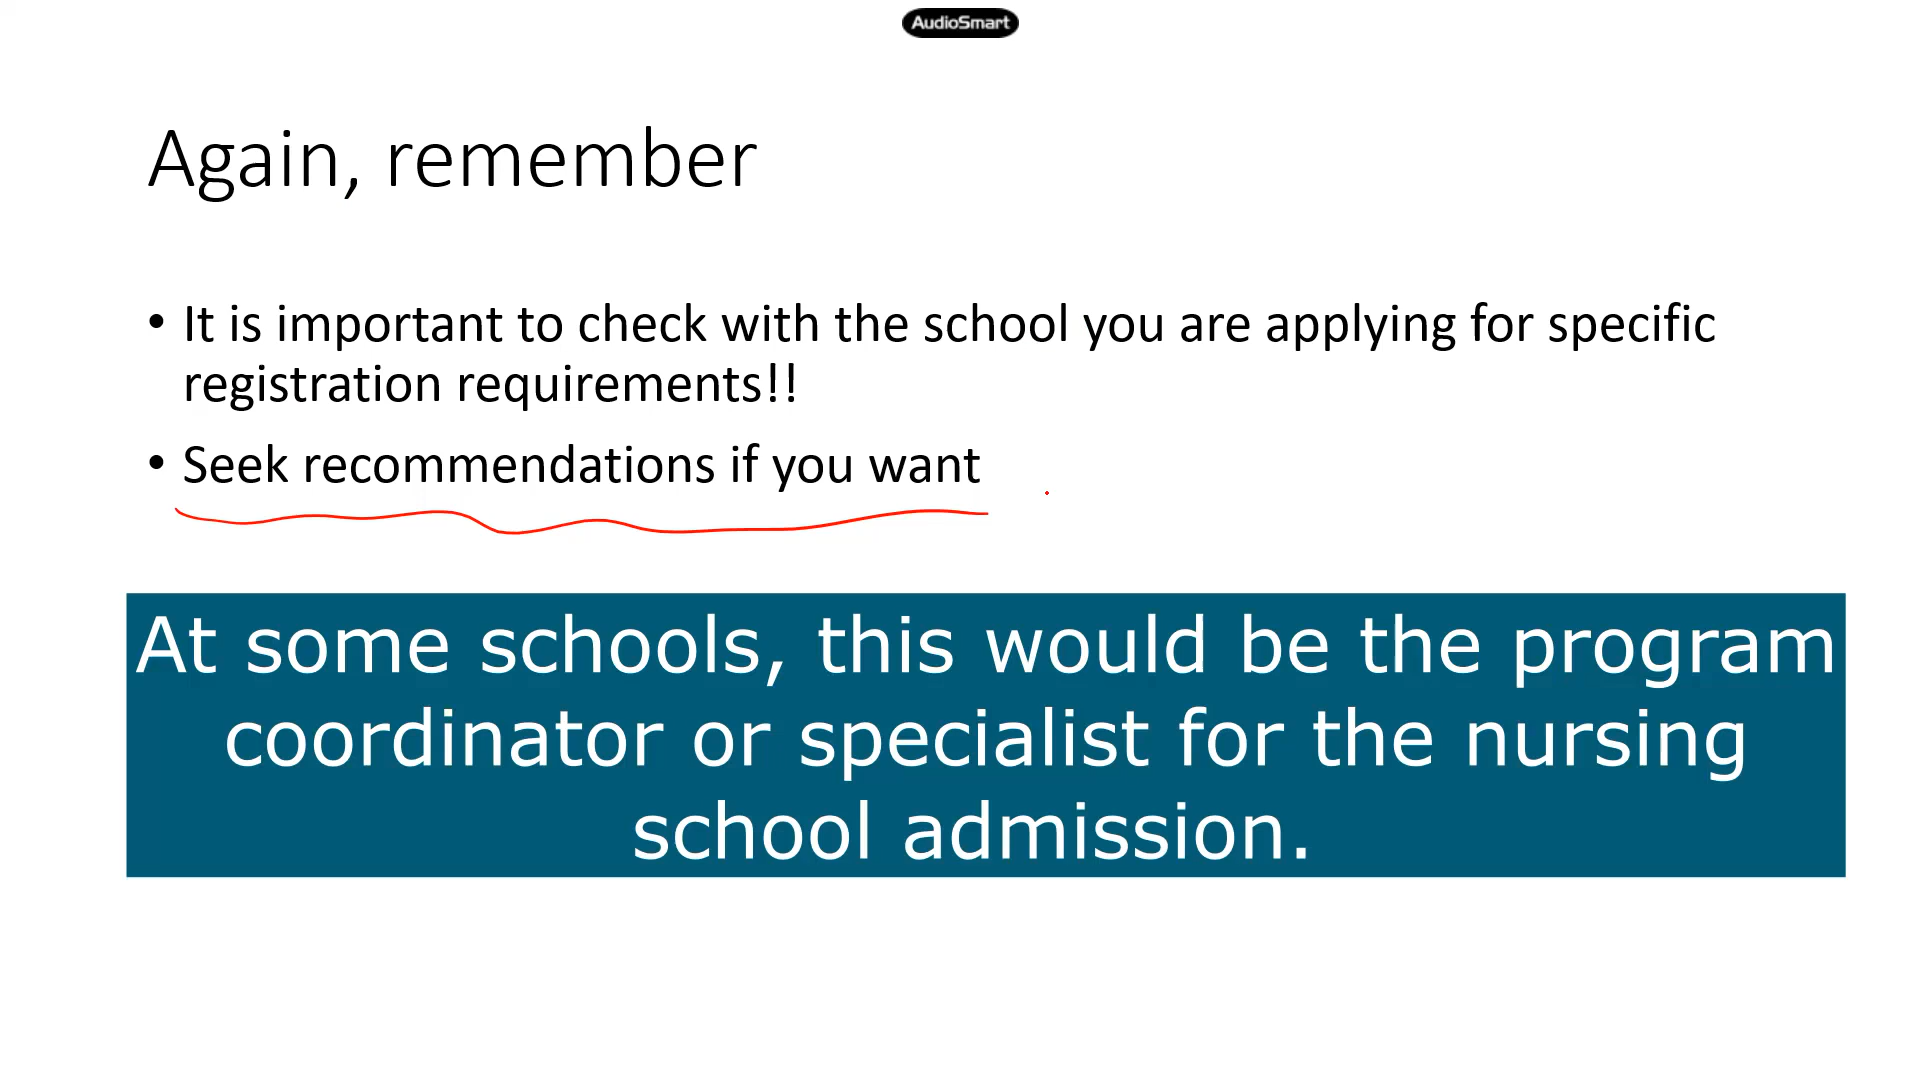 AudioSmart
Again, remember
• It is important to check with the school you are applying for specific
registration requirements!!
• Seek recommendations if you want
At some schools, this would be the program
coordinator or specialist for the nursing
school admission.